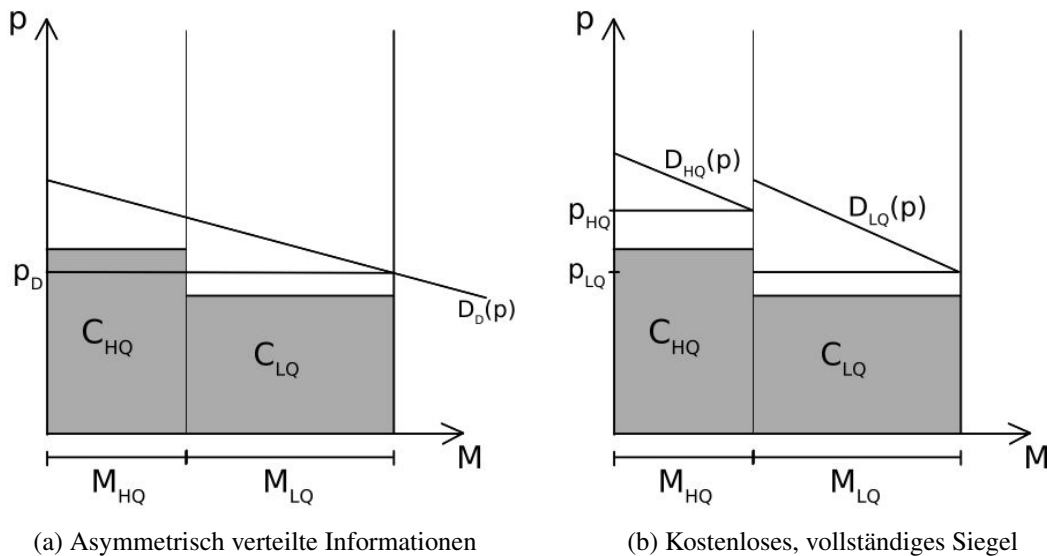 p
p_D
C_HQ
C_LQ
D_D(p)
M
M_HQ
M_LQ
(a) Asymmetrisch verteilte Informationen
p
D_HQ(p)
p_HQ
D_LQ(p)
p_LQ
C_HQ
C_LQ
M
M_HQ
M_LQ
(b) Kostenloses, vollständiges Siegel